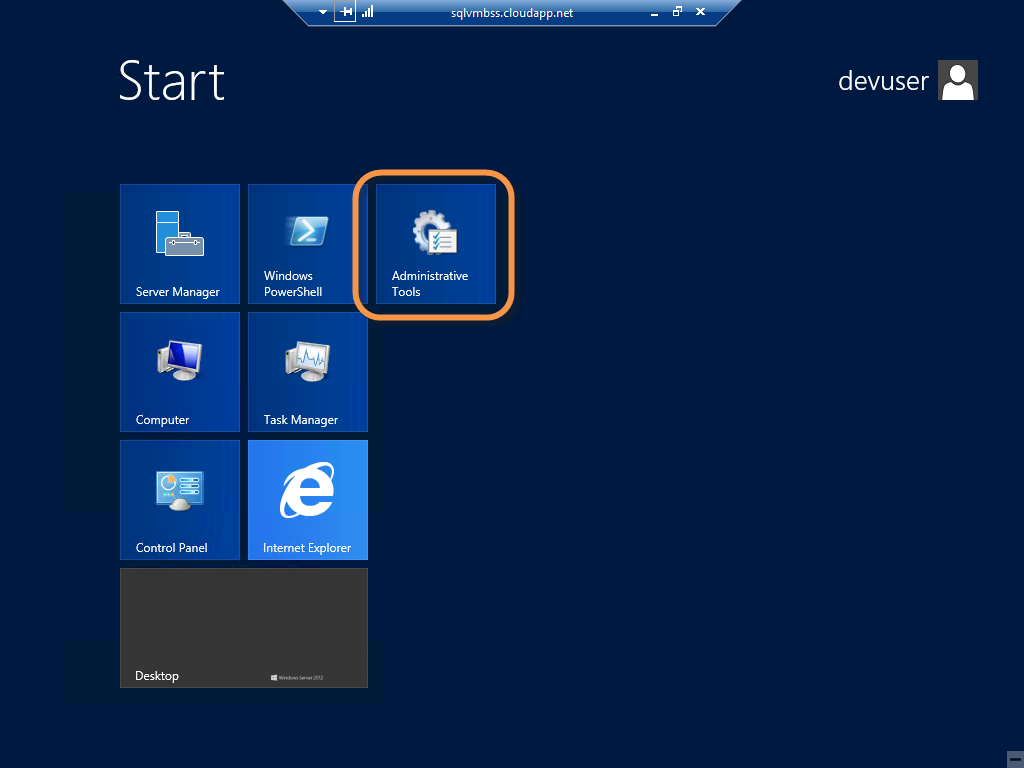 sqlvmbss.cloudapp.net
Start
devuser
Server Manager
Windows
PowerShell
Administrative
Tools
Computer
Task Manager
Control Panel
Internet Explorer
Desktop
Windows Server 2012